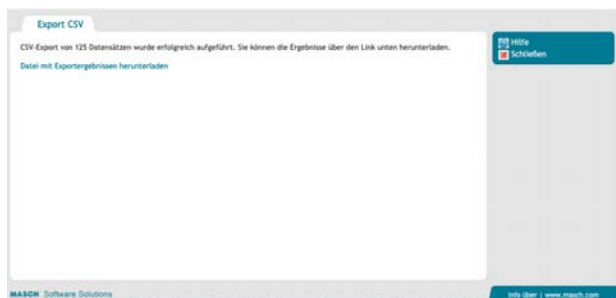 Export CSV
CSV-Export von 125 Datensätzen wurde erfolgreich aufgeführt. Sie können die Ergebnisse über den Link unten herunterladen.
Datei mit Exportergebnissen herunterladen
Hilfe
Schließen
MASCH Software Solutions
Info über | www.masch.com